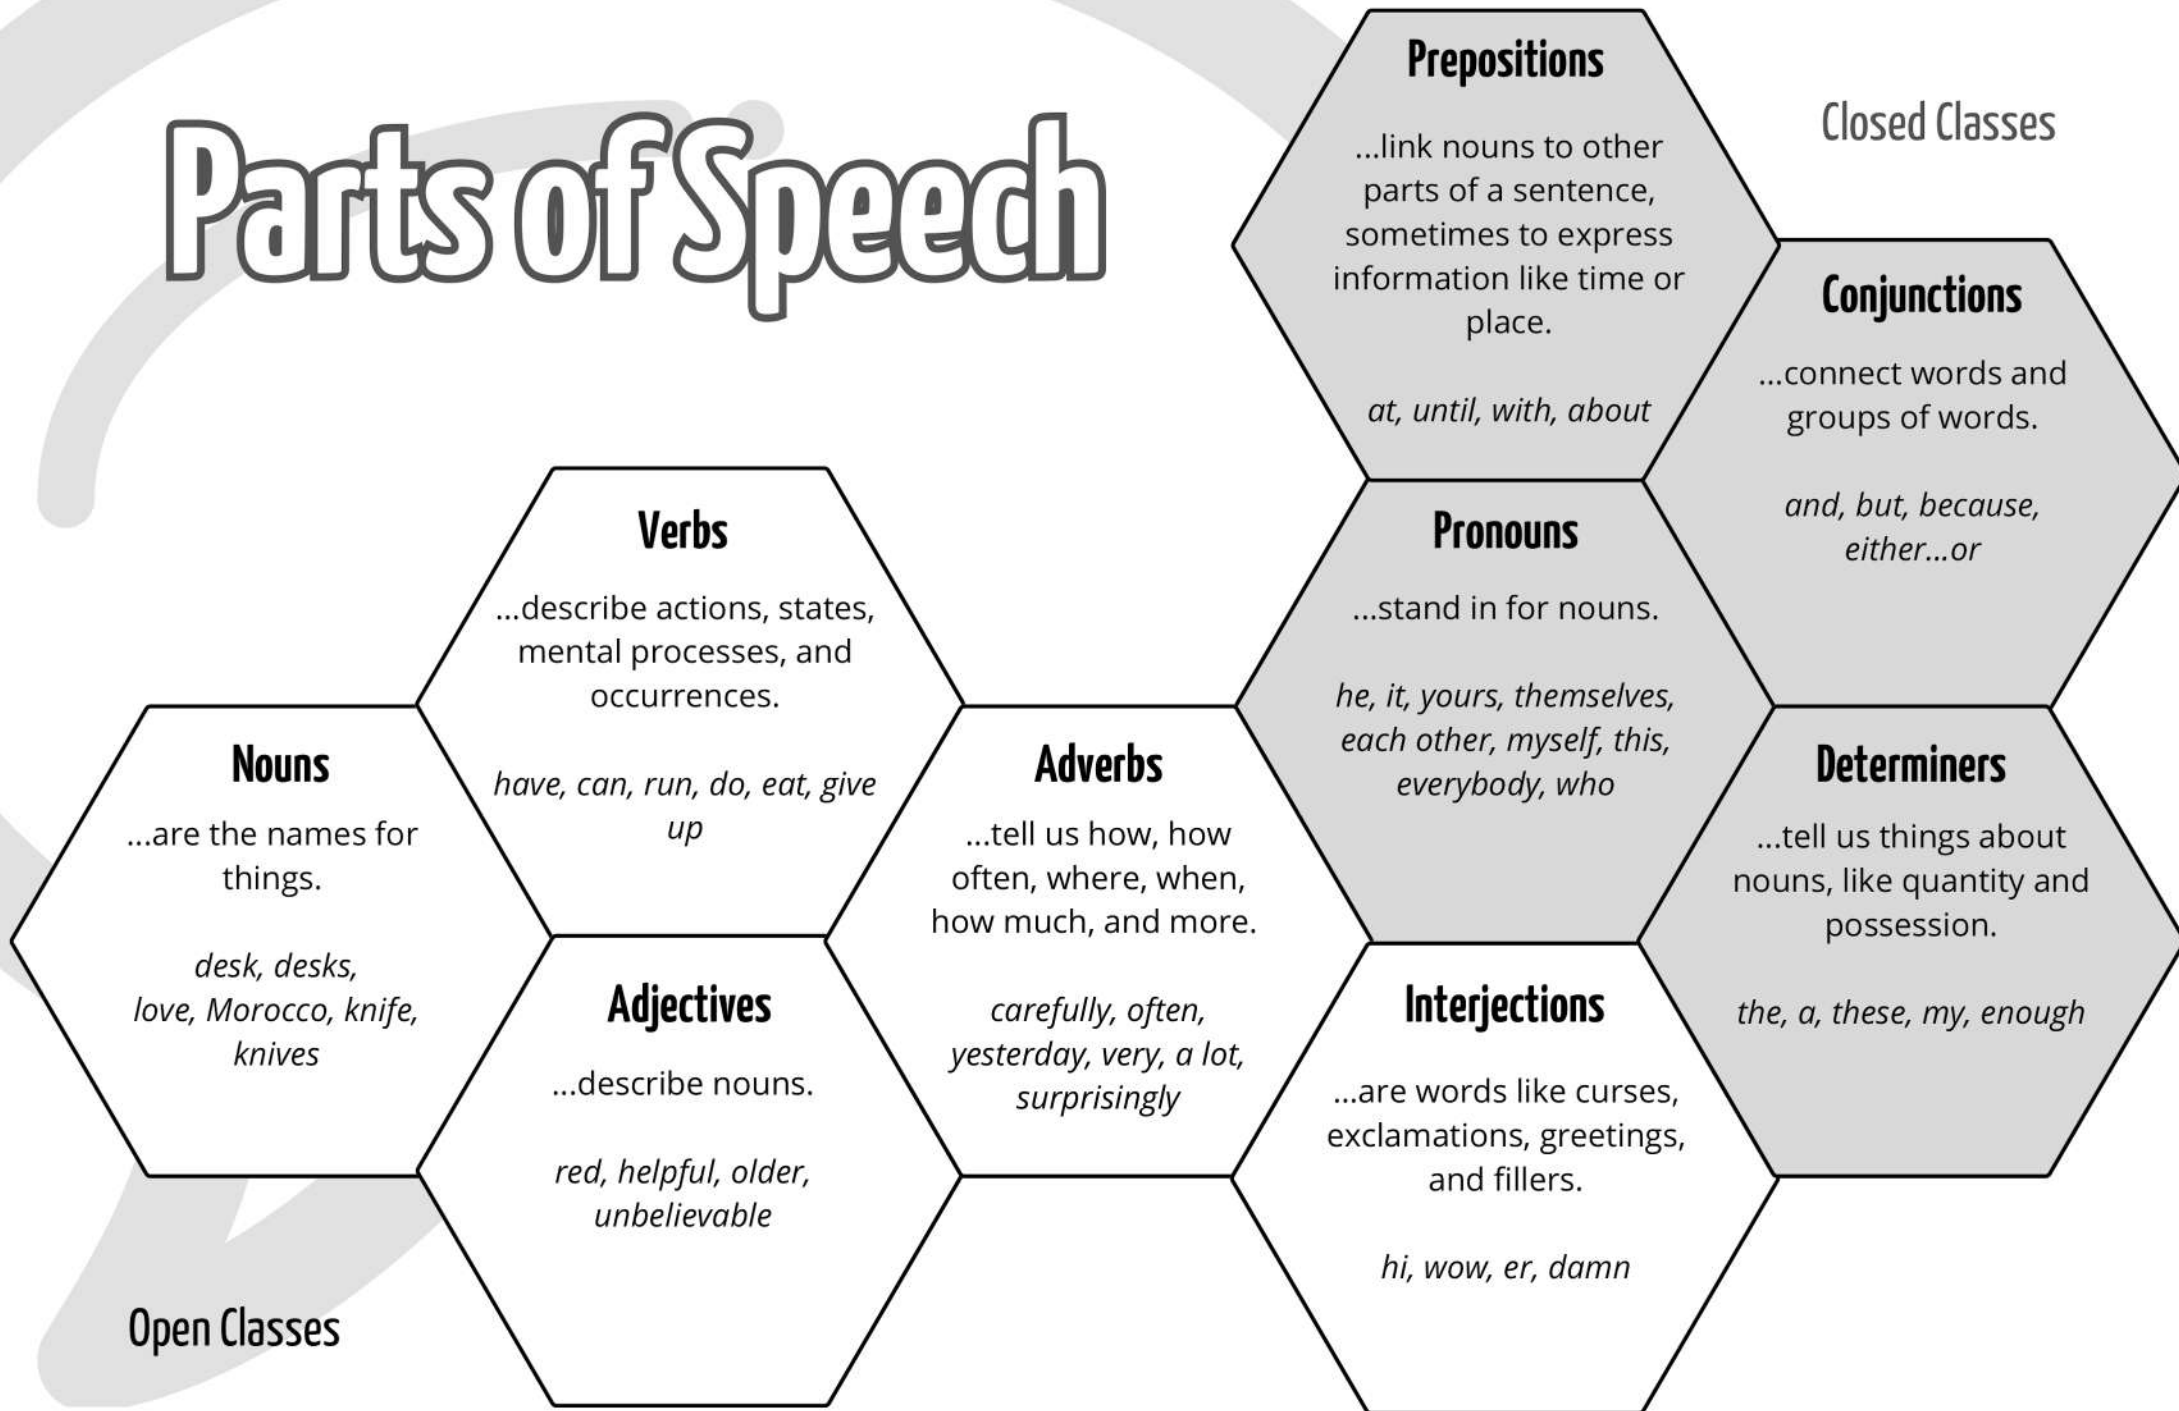 Parts of Speech
Closed Classes
Prepositions
...link nouns to other
parts of a sentence,
sometimes to express
information like time or
place.
at, until, with, about
Conjunctions
...connect words and
groups of words.
and, but, because,
either...or
Verbs
...describe actions, states,
mental processes, and
occurrences.
have, can, run, do, eat, give
up
Pronouns
...stand in for nouns.
he, it, yours, themselves,
each other, myself, this,
everybody, who
Nouns
...are the names for
things.
desk, desks,
love, Morocco, knife,
knives
Adverbs
...tell us how, how
often, where, when,
how much, and more.
carefully, often,
yesterday, very, a lot,
surprisingly
Determiners
...tell us things about
nouns, like quantity and
possession.
the, a, these, my, enough
Adjectives
...describe nouns.
red, helpful, older,
unbelievable
Interjections
...are words like curses,
exclamations, greetings,
and fillers.
hi, wow, er, damn
Open Classes